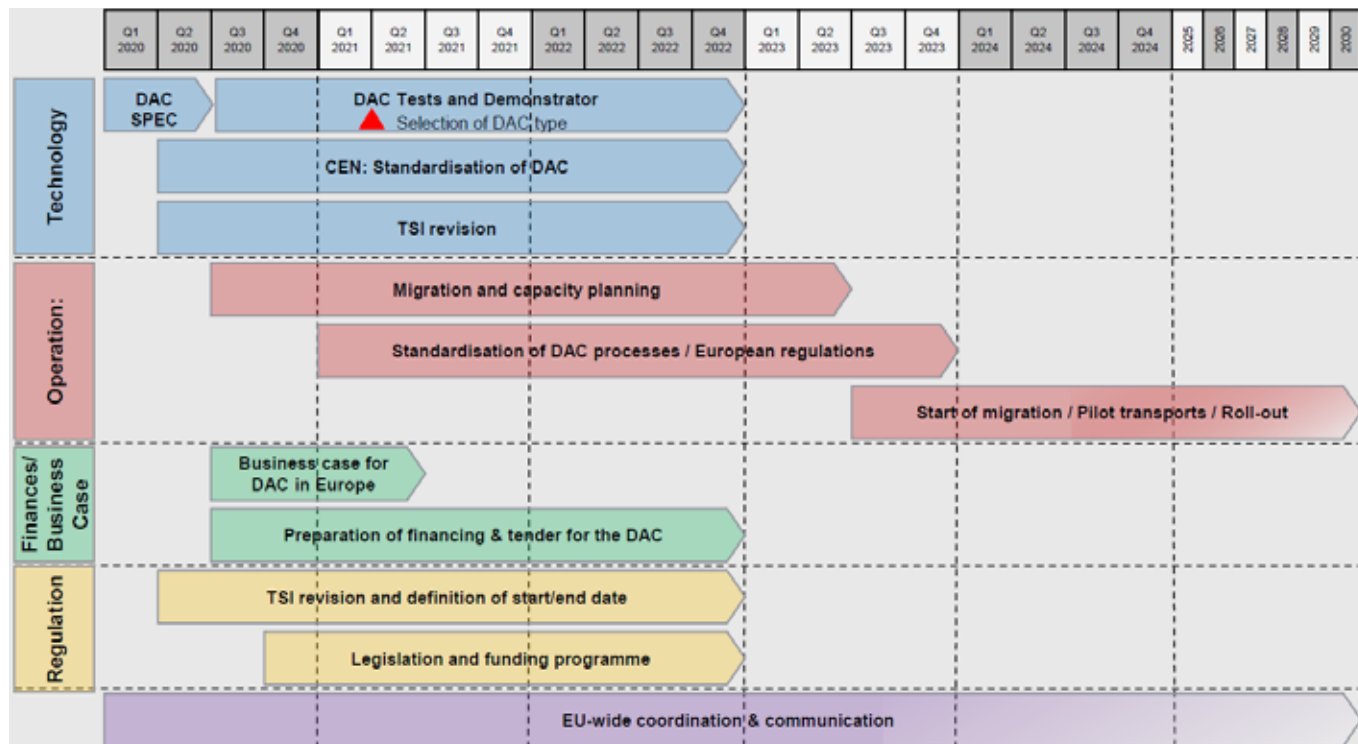 Q1 2020
Q2 2020
Q3 2020
Q4 2020
Q1 2021
Q2 2021
Q3 2021
Q4 2021
Q1 2022
Q2 2022
Q3 2022
Q4 2022
Q1 2023
Q2 2023
Q3 2023
Q4 2023
Q1 2024
Q2 2024
Q3 2024
Q4 2024
2025
2026
2027
2028
2029
2030
Technology
DAC
SPEC
DAC Tests and Demonstrator
Selection of DAC type
CEN: Standardisation of DAC
TSI revision
Operation:
Migration and capacity planning
Standardisation of DAC processes / European regulations
Start of migration / Pilot transports / Roll-out
Finances/
Business
Case
Business case for
DAC in Europe
Preparation of financing & tender for the DAC
Regulation
TSI revision and definition of start/end date
Legislation and funding programme
EU-wide coordination & communication